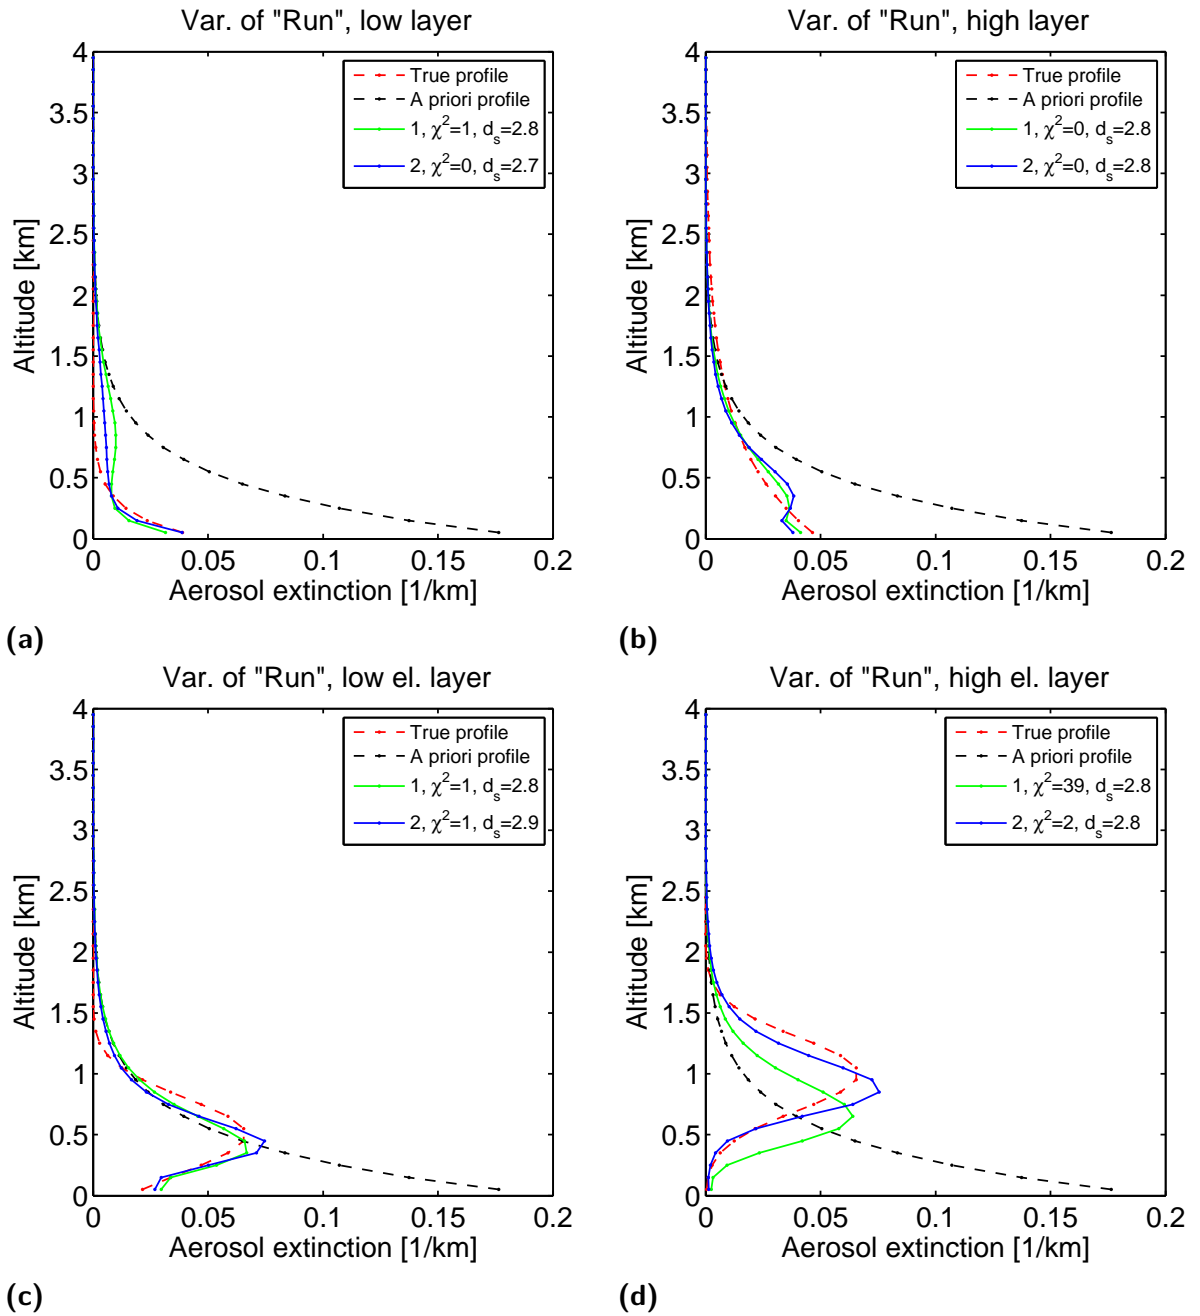 Var. of "Run", low layer
4
3.5
3
2.5
2
1.5
1
0.5
0
Altitude [km]
True profile
A priori profile
1, χ²=1, dₛ=2.8
2, χ²=0, dₛ=2.7
0 0.05 0.1 0.15 0.2
Aerosol extinction [1/km]
(a)
Var. of "Run", high layer
4
3.5
3
2.5
2
1.5
1
0.5
0
Altitude [km]
True profile
A priori profile
1, χ²=0, dₛ=2.8
2, χ²=0, dₛ=2.8
0 0.05 0.1 0.15 0.2
Aerosol extinction [1/km]
(b)
Var. of "Run", low el. layer
4
3.5
3
2.5
2
1.5
1
0.5
0
Altitude [km]
True profile
A priori profile
1, χ²=1, dₛ=2.8
2, χ²=1, dₛ=2.9
0 0.05 0.1 0.15 0.2
Aerosol extinction [1/km]
(c)
Var. of "Run", high el. layer
4
3.5
3
2.5
2
1.5
1
0.5
0
Altitude [km]
True profile
A priori profile
1, χ²=39, dₛ=2.8
2, χ²=2, dₛ=2.8
0 0.05 0.1 0.15 0.2
Aerosol extinction [1/km]
(d)